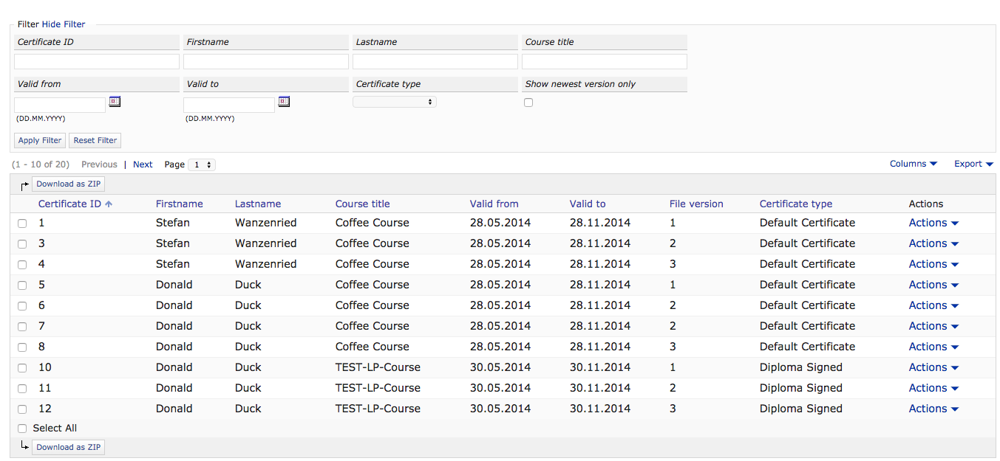 Filter Hide Filter
Certificate ID Firstname Lastname Course title
Valid from Valid to Certificate type Show newest version only
(DD.MM.YYYY) (DD.MM.YYYY)
Apply Filter Reset Filter
(1 - 10 of 20) Previous | Next Page 1 Columns Export
Download as ZIP
Certificate ID Firstname Lastname Course title Valid from Valid to File version Certificate type Actions
1 Stefan Wanzenried Coffee Course 28.05.2014 28.11.2014 1 Default Certificate Actions
3 Stefan Wanzenried Coffee Course 28.05.2014 28.11.2014 2 Default Certificate Actions
4 Stefan Wanzenried Coffee Course 28.05.2014 28.11.2014 3 Default Certificate Actions
5 Donald Duck Coffee Course 28.05.2014 28.11.2014 1 Default Certificate Actions
6 Donald Duck Coffee Course 28.05.2014 28.11.2014 2 Default Certificate Actions
7 Donald Duck Coffee Course 28.05.2014 28.11.2014 2 Default Certificate Actions
8 Donald Duck Coffee Course 28.05.2014 28.11.2014 3 Default Certificate Actions
10 Donald Duck TEST-LP-Course 30.05.2014 30.11.2014 1 Diploma Signed Actions
11 Donald Duck TEST-LP-Course 30.05.2014 30.11.2014 2 Diploma Signed Actions
12 Donald Duck TEST-LP-Course 30.05.2014 30.11.2014 3 Diploma Signed Actions
Select All
Download as ZIP